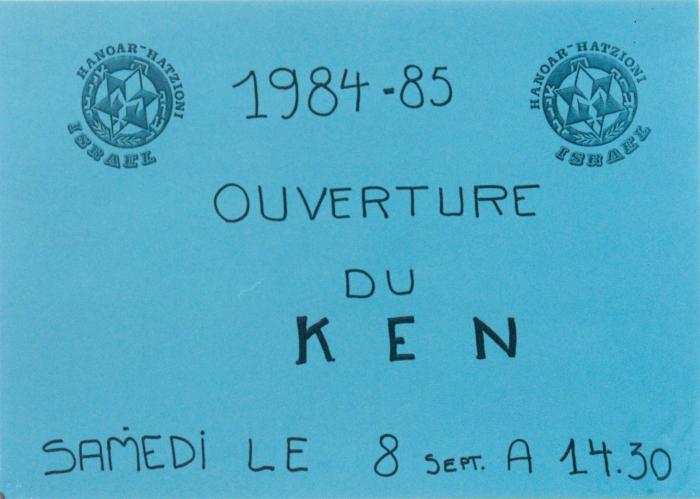 HANOAR-HATZIONI
ISRAEL
1984-85
HANOAR-HATZIONI
ISRAEL
OUVERTURE
DU
KEN
SAMEDI LE 8 SEPT. A 14.30